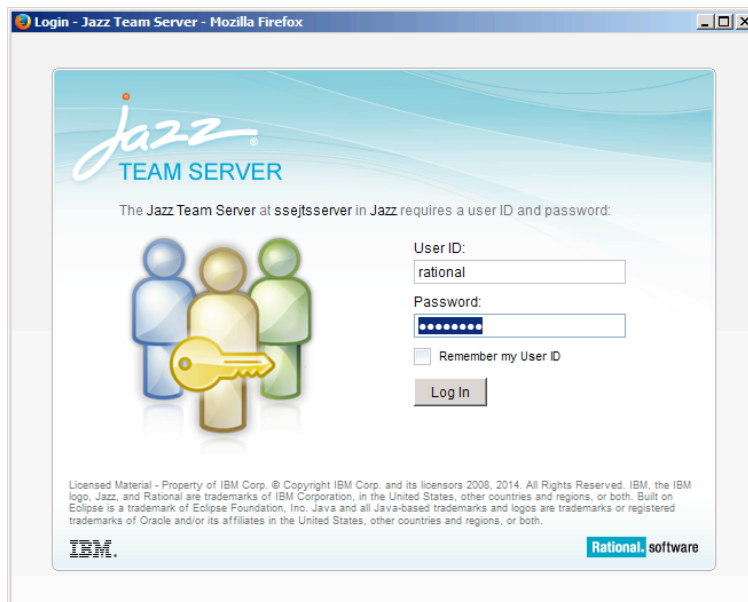 Login - Jazz Team Server - Mozilla Firefox
jazz®
TEAM SERVER
The Jazz Team Server at ssejtsserver in Jazz requires a user ID and password:
User ID:
rational
Password:
••••••••
Remember my User ID
Log In
Licensed Material - Property of IBM Corp. © Copyright IBM Corp. and its licensors 2008, 2014. All Rights Reserved. IBM, the IBM
logo, Jazz, and Rational are trademarks of IBM Corporation, in the United States, other countries and regions, or both. Built on
Eclipse is a trademark of Eclipse Foundation, Inc. Java and all Java-based trademarks and logos are trademarks or registered
trademarks of Oracle and/or its affiliates in the United States, other countries and regions, or both.
IBM. Rational. software